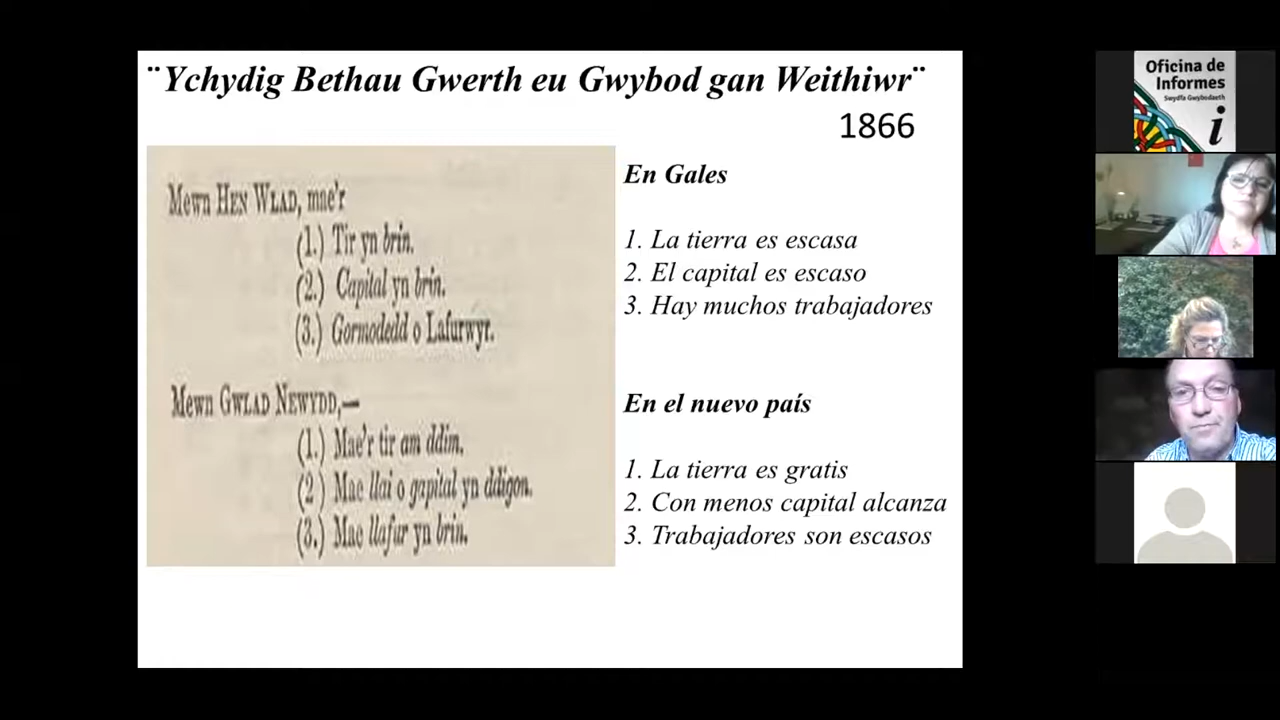 ¨Ychydig Bethau Gwerth eu Gwybod gan Weithiwr¨
1866
Mewn HEN WLAD, mae'r
(1.) Tir yn brin.
(2.) Capital yn brin.
(3.) Gormodedd o Lafurwyr.
Mewn GWLAD NEWYDD,—
(1.) Mae'r tir am ddim.
(2 ) Mae llai o gapital yn ddigon.
(3.) Mae llafur yn brin.
En Gales
1. La tierra es escasa
2. El capital es escaso
3. Hay muchos trabajadores
En el nuevo país
1. La tierra es gratis
2. Con menos capital alcanza
3. Trabajadores son escasos
Oficina de
Informes
Swydfa Gwybodaeth
i